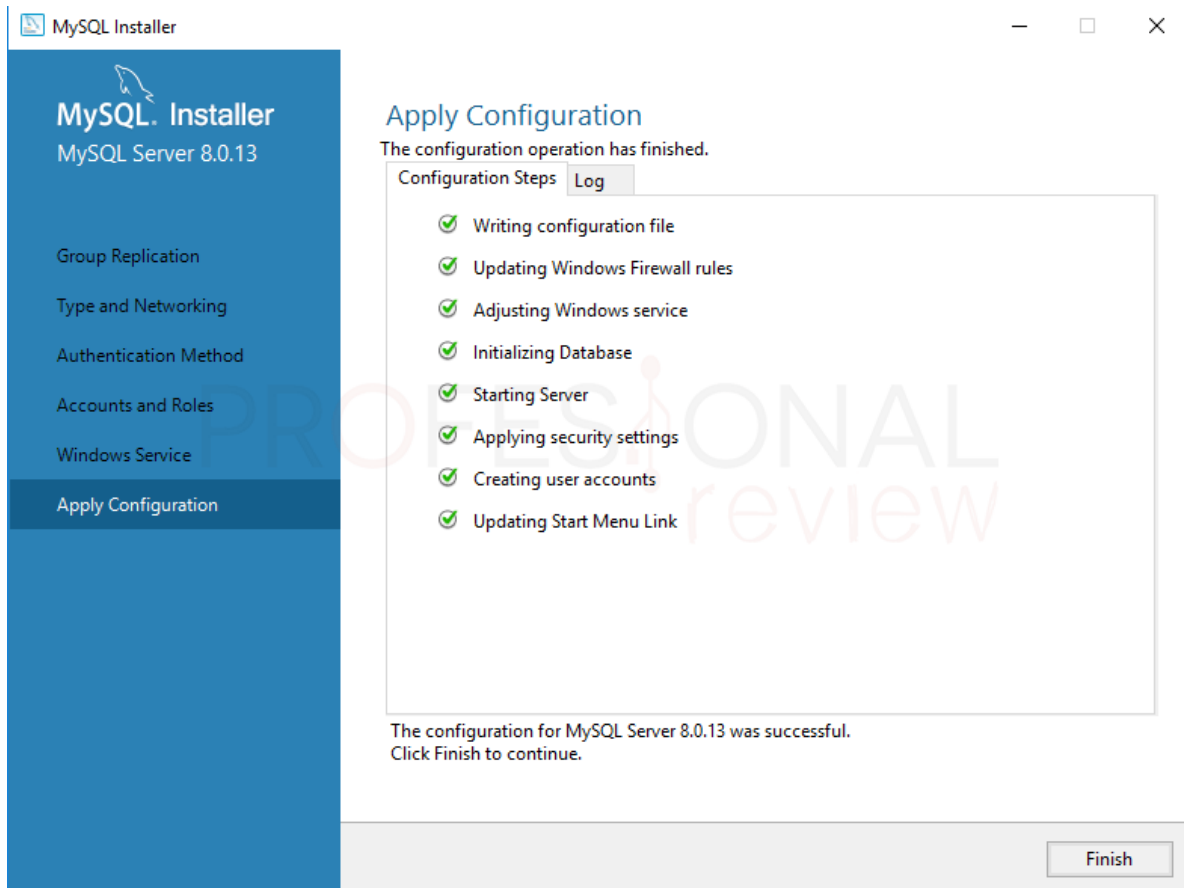 MySQL Installer
MySQL. Installer
MySQL Server 8.0.13
Group Replication
Type and Networking
Authentication Method
Accounts and Roles
Windows Service
Apply Configuration
Apply Configuration
The configuration operation has finished.
Configuration Steps Log
Writing configuration file
Updating Windows Firewall rules
Adjusting Windows service
Initializing Database
Starting Server
Applying security settings
Creating user accounts
Updating Start Menu Link
PROFESIONAL
review
The configuration for MySQL Server 8.0.13 was successful.
Click Finish to continue.
Finish